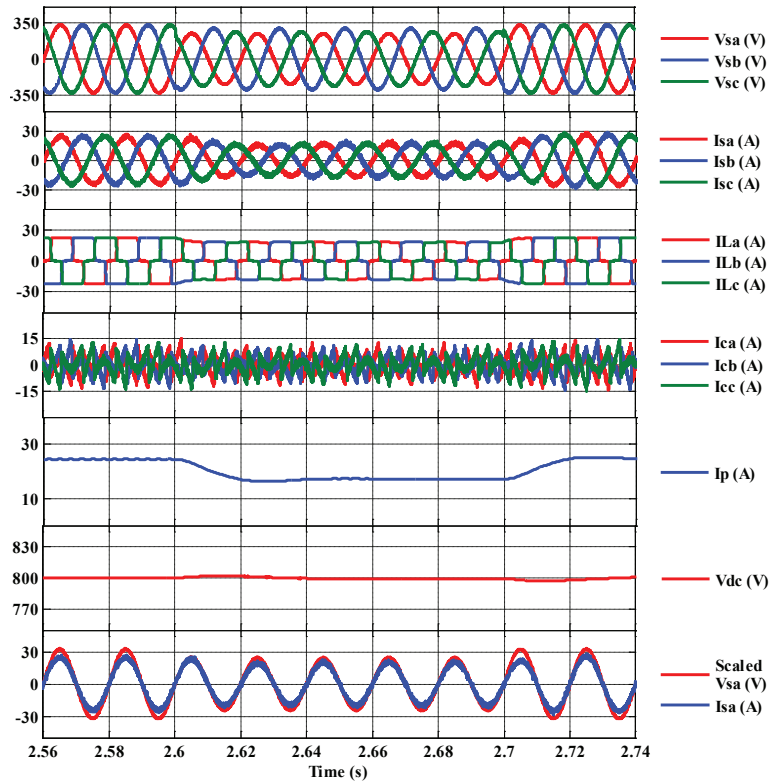 350
0
-350
Vsa (V)
Vsb (V)
Vsc (V)
30
0
-30
Isa (A)
Isb (A)
Isc (A)
30
0
-30
ILa (A)
ILb (A)
ILc (A)
15
0
-15
Ica (A)
Icb (A)
Icc (A)
30
10
Ip (A)
830
800
770
Vdc (V)
30
0
-30
Scaled
Vsa (V)
Isa (A)
2.56 2.58 2.6 2.62 2.64 2.66 2.68 2.7 2.72 2.74
Time (s)